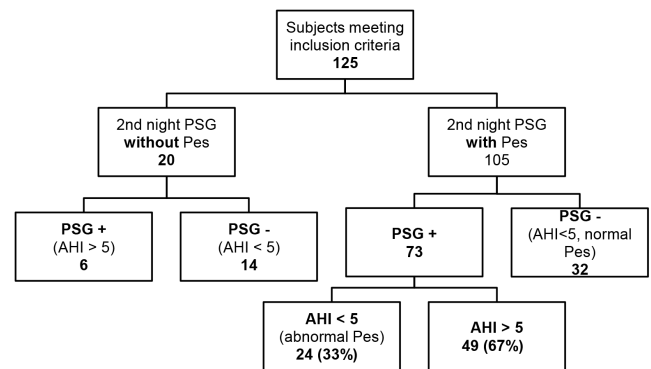 Subjects meeting
inclusion criteria
125
2nd night PSG
without Pes
20
2nd night PSG
with Pes
105
PSG +
(AHI > 5)
6
PSG -
(AHI < 5)
14
PSG +
73
PSG -
(AHI<5, normal
Pes)
32
AHI < 5
(abnormal Pes)
24 (33%)
AHI > 5
49 (67%)